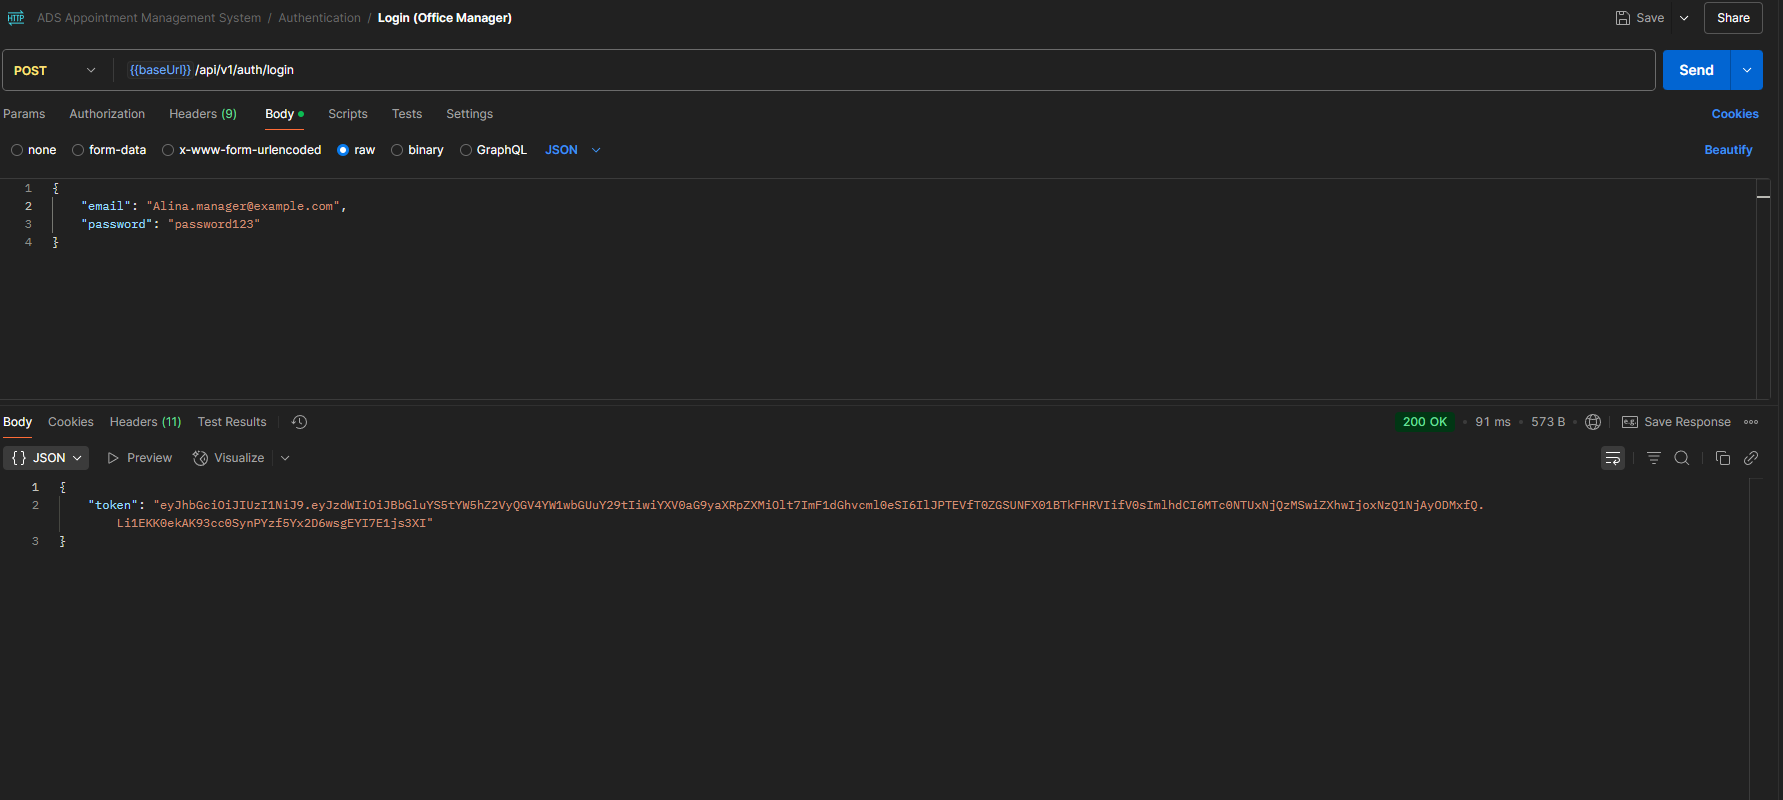 HTTP ADS Appointment Management System / Authentication / Login (Office Manager) Save Share
POST {{baseUrl}} /api/v1/auth/login Send
Params Authorization Headers (9) Body Scripts Tests Settings Cookies
none form-data x-www-form-urlencoded raw binary GraphQL JSON Beautify
1 {
2 "email": "Alina.manager@example.com",
3 "password": "password123"
4 }
Body Cookies Headers (11) Test Results 200 OK • 91 ms • 573 B • e.g. Save Response
{} JSON Preview Visualize
1 {
2 "token": "eyJhbGciOiJIUzI1NiJ9.eyJzdWIiOiJBbGluYS5tYW5hZ2VyQGV4YW1wbGUuY29tIiwiYXV0aG9yaXRpZXMiOlt7ImF1dGhvcml0eSI6IlJPTEVfT0ZGSUNFX01BTkFHRVIifV0sImlhdCI6MTc0NTUxNjQzMSwiZXhwIjoxNzQ1NjAyODMxfQ.
Li1EKK0ekAK93cc0SynPYzf5Yx2D6wsgEYI7E1js3XI"
3 }